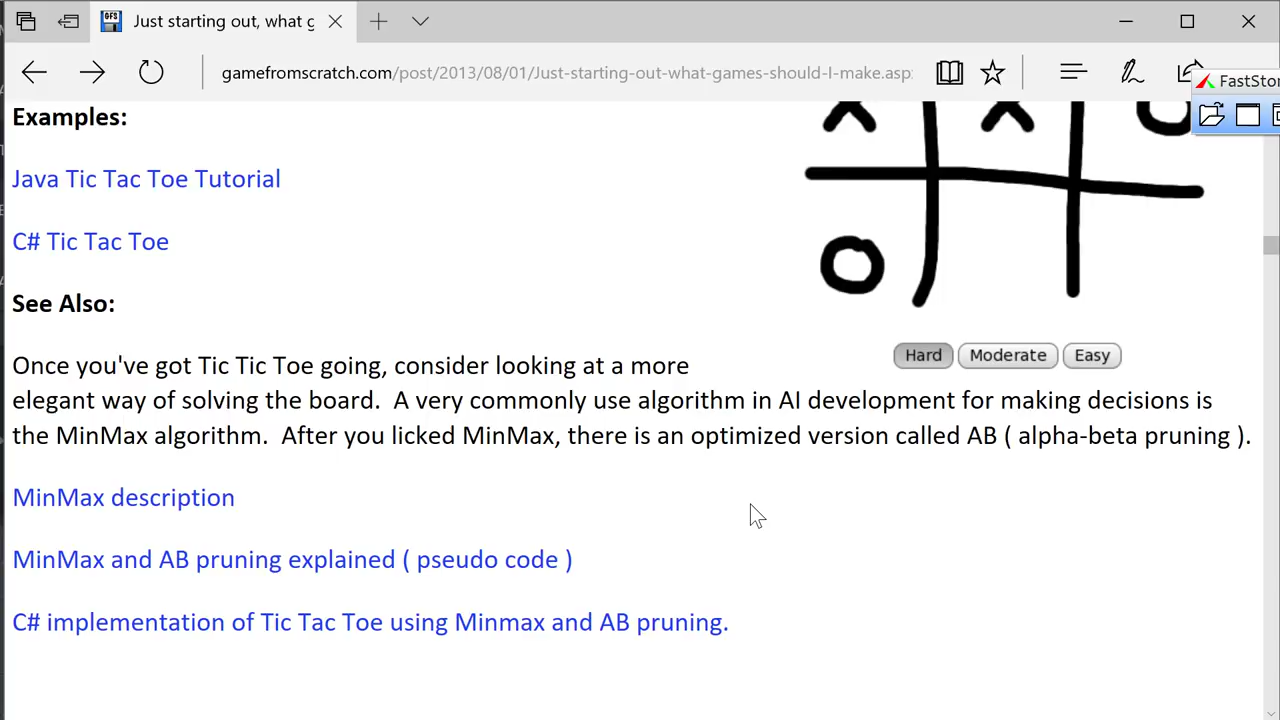 GFS
Just starting out, what g
gamefromscratch.com/post/2013/08/01/Just-starting-out-what-games-should-I-make.asp
FastSto
Examples:
X X O
Java Tic Tac Toe Tutorial
C# Tic Tac Toe
O
See Also:
Hard Moderate Easy
Once you've got Tic Tic Toe going, consider looking at a more
elegant way of solving the board. A very commonly use algorithm in AI development for making decisions is
the MinMax algorithm. After you licked MinMax, there is an optimized version called AB ( alpha-beta pruning ).
MinMax description
MinMax and AB pruning explained ( pseudo code )
C# implementation of Tic Tac Toe using Minmax and AB pruning.